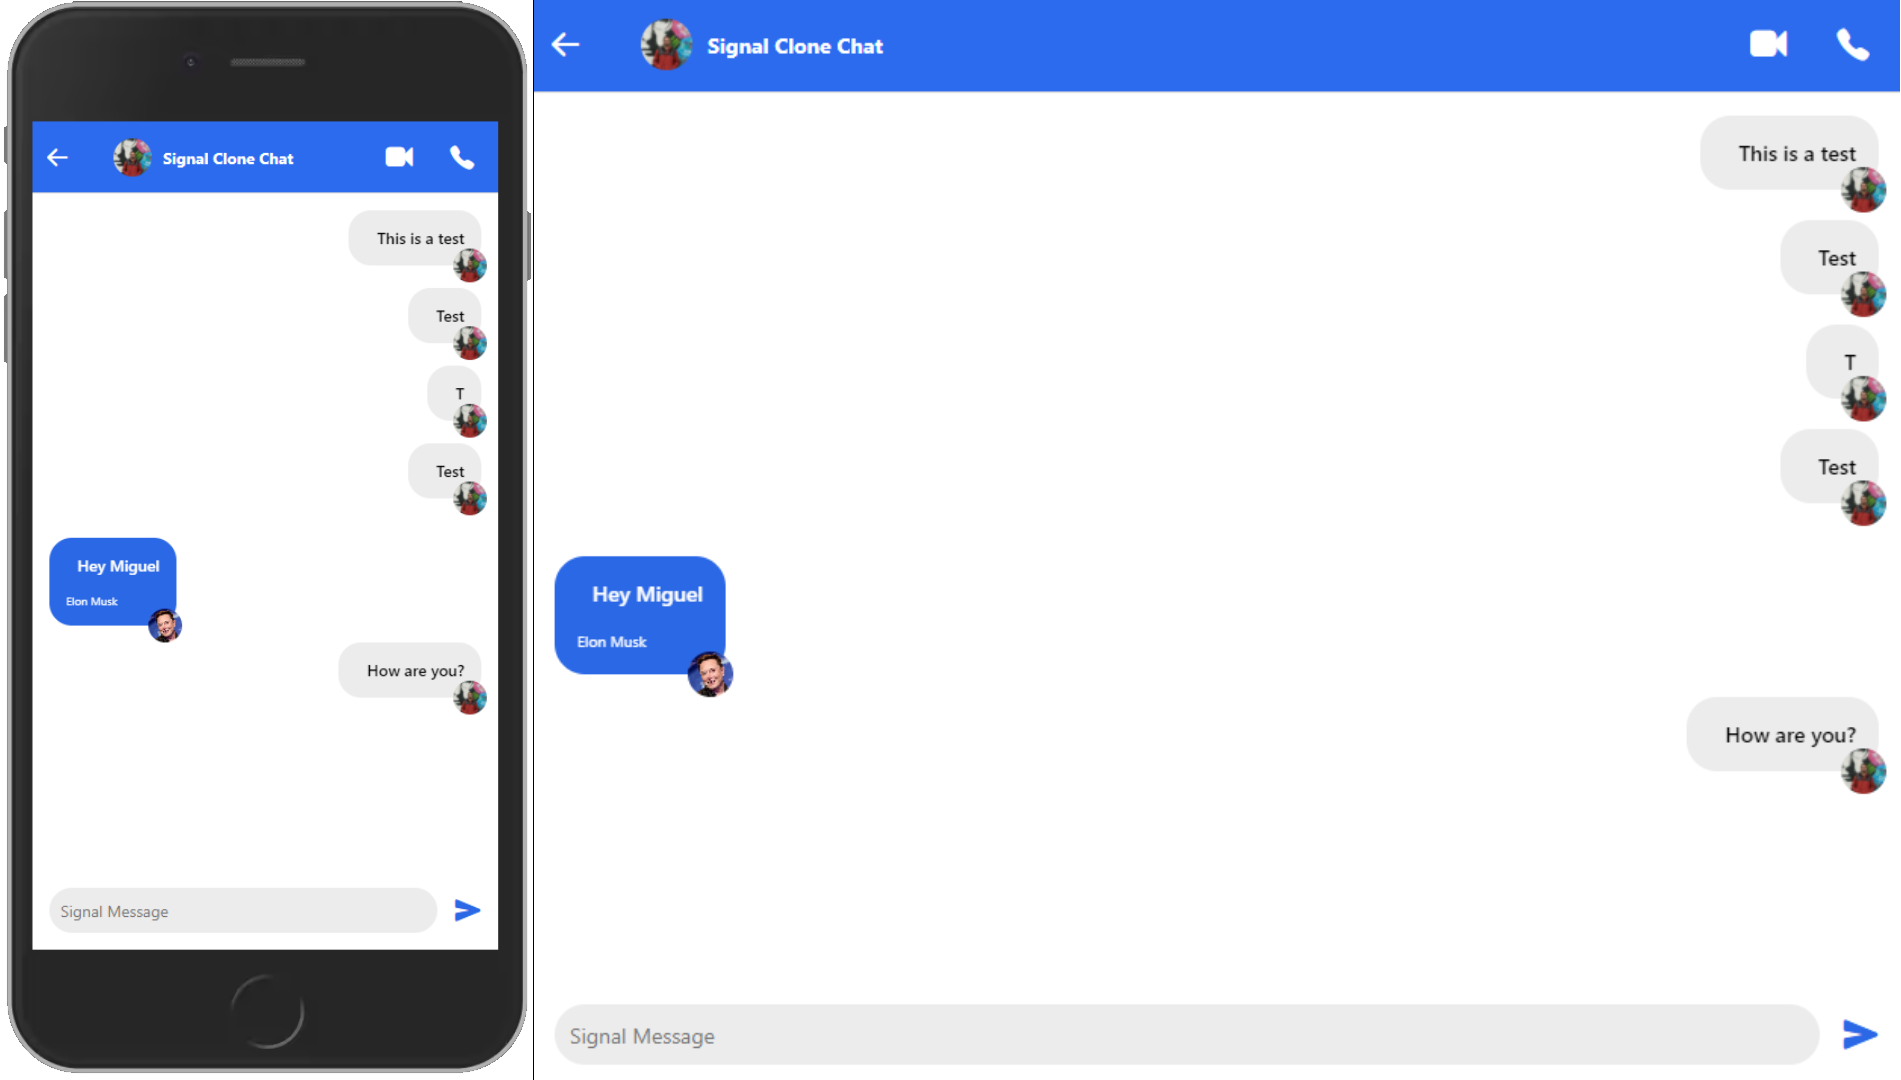 Signal Clone Chat
This is a test
Test
T
Test
Hey Miguel
Elon Musk
How are you?
Signal Message
Signal Clone Chat
This is a test
Test
T
Test
Hey Miguel
Elon Musk
How are you?
Signal Message